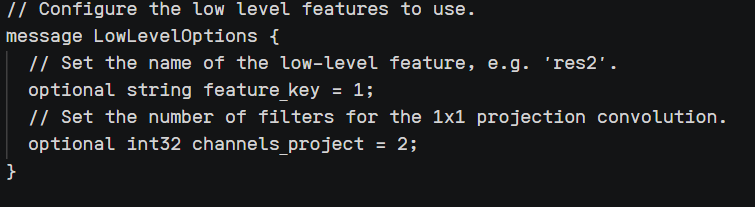 // Configure the low level features to use.
message LowLevelOptions {
  // Set the name of the low-level feature, e.g. 'res2'.
  optional string feature_key = 1;
  // Set the number of filters for the 1x1 projection convolution.
  optional int32 channels_project = 2;
}